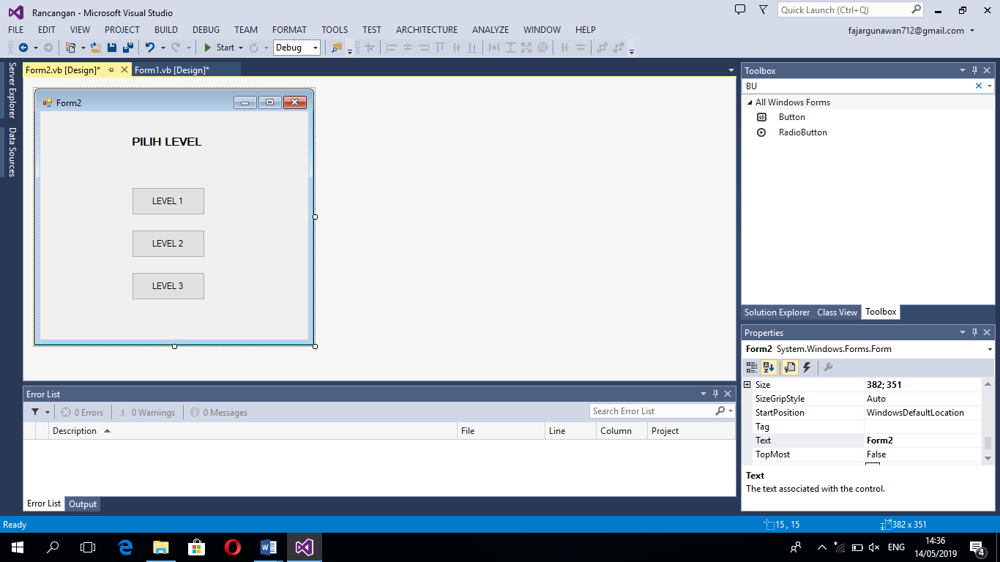 Rancangan - Microsoft Visual Studio
Quick Launch (Ctrl+Q)
FILE EDIT VIEW PROJECT BUILD DEBUG TEAM FORMAT TOOLS TEST ARCHITECTURE ANALYZE WINDOW HELP
fajargunawan712@gmail.com
Start Debug
Server Explorer
Data Sources
Form2.vb [Design]* Form1.vb [Design]*
Form2
PILIH LEVEL
LEVEL 1
LEVEL 2
LEVEL 3
Toolbox
BU
All Windows Forms
Button
RadioButton
Solution Explorer Class View Toolbox
Properties
Form2 System.Windows.Forms.Form
Size 382; 351
SizeGripStyle Auto
StartPosition WindowsDefaultLocation
Tag
Text Form2
TopMost False
Text
The text associated with the control.
Error List
0 Errors 0 Warnings 0 Messages
Search Error List
Description File Line Column Project
Error List Output
Ready
15 , 15
382 x 351
ENG
14:36
14/05/2019
4